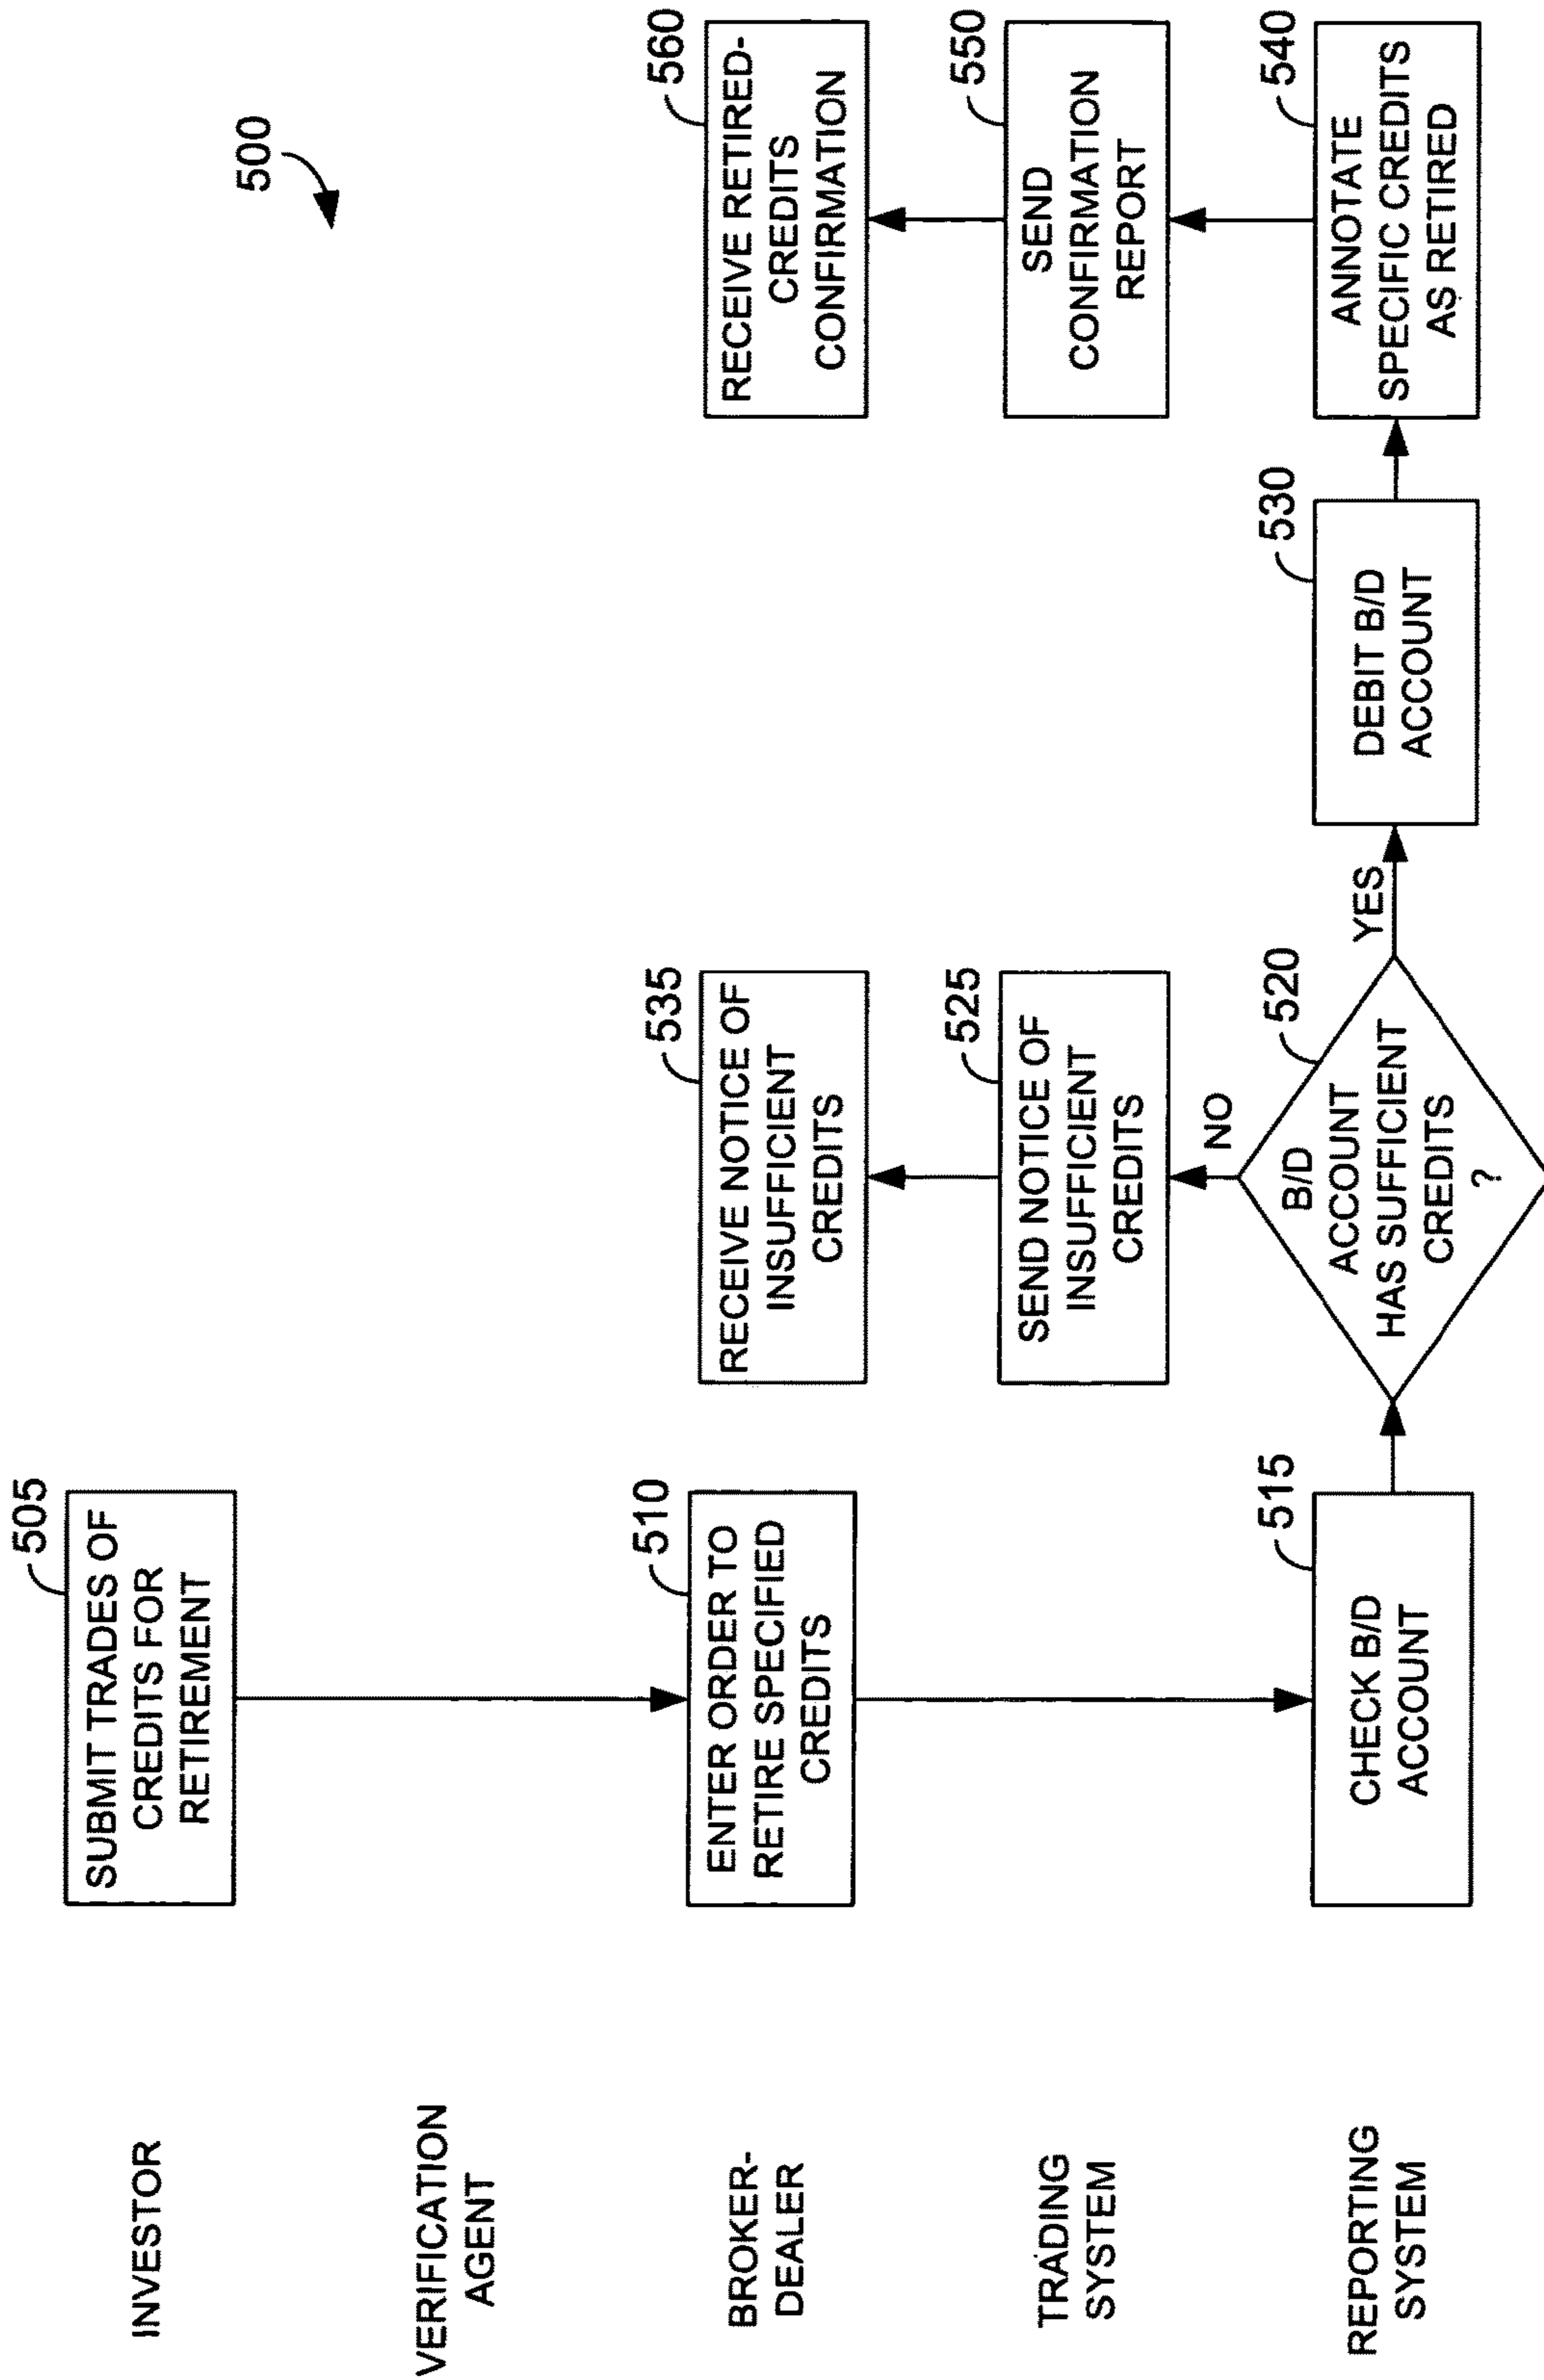 500
INVESTOR
505
SUBMIT TRADES OF
CREDITS FOR
RETIREMENT
VERIFICATION
AGENT
BROKER-
DEALER
510
ENTER ORDER TO
RETIRE SPECIFIED
CREDITS
535
RECEIVE NOTICE OF
INSUFFICIENT
CREDITS
560
RECEIVE RETIRED-
CREDITS
CONFIRMATION
TRADING
SYSTEM
525
SEND NOTICE OF
INSUFFICIENT
CREDITS
550
SEND
CONFIRMATION
REPORT
REPORTING
SYSTEM
515
CHECK B/D
ACCOUNT
NO
520
B/D
ACCOUNT
HAS SUFFICIENT
CREDITS
?
YES
530
DEBIT B/D
ACCOUNT
540
ANNOTATE
SPECIFIC CREDITS
AS RETIRED